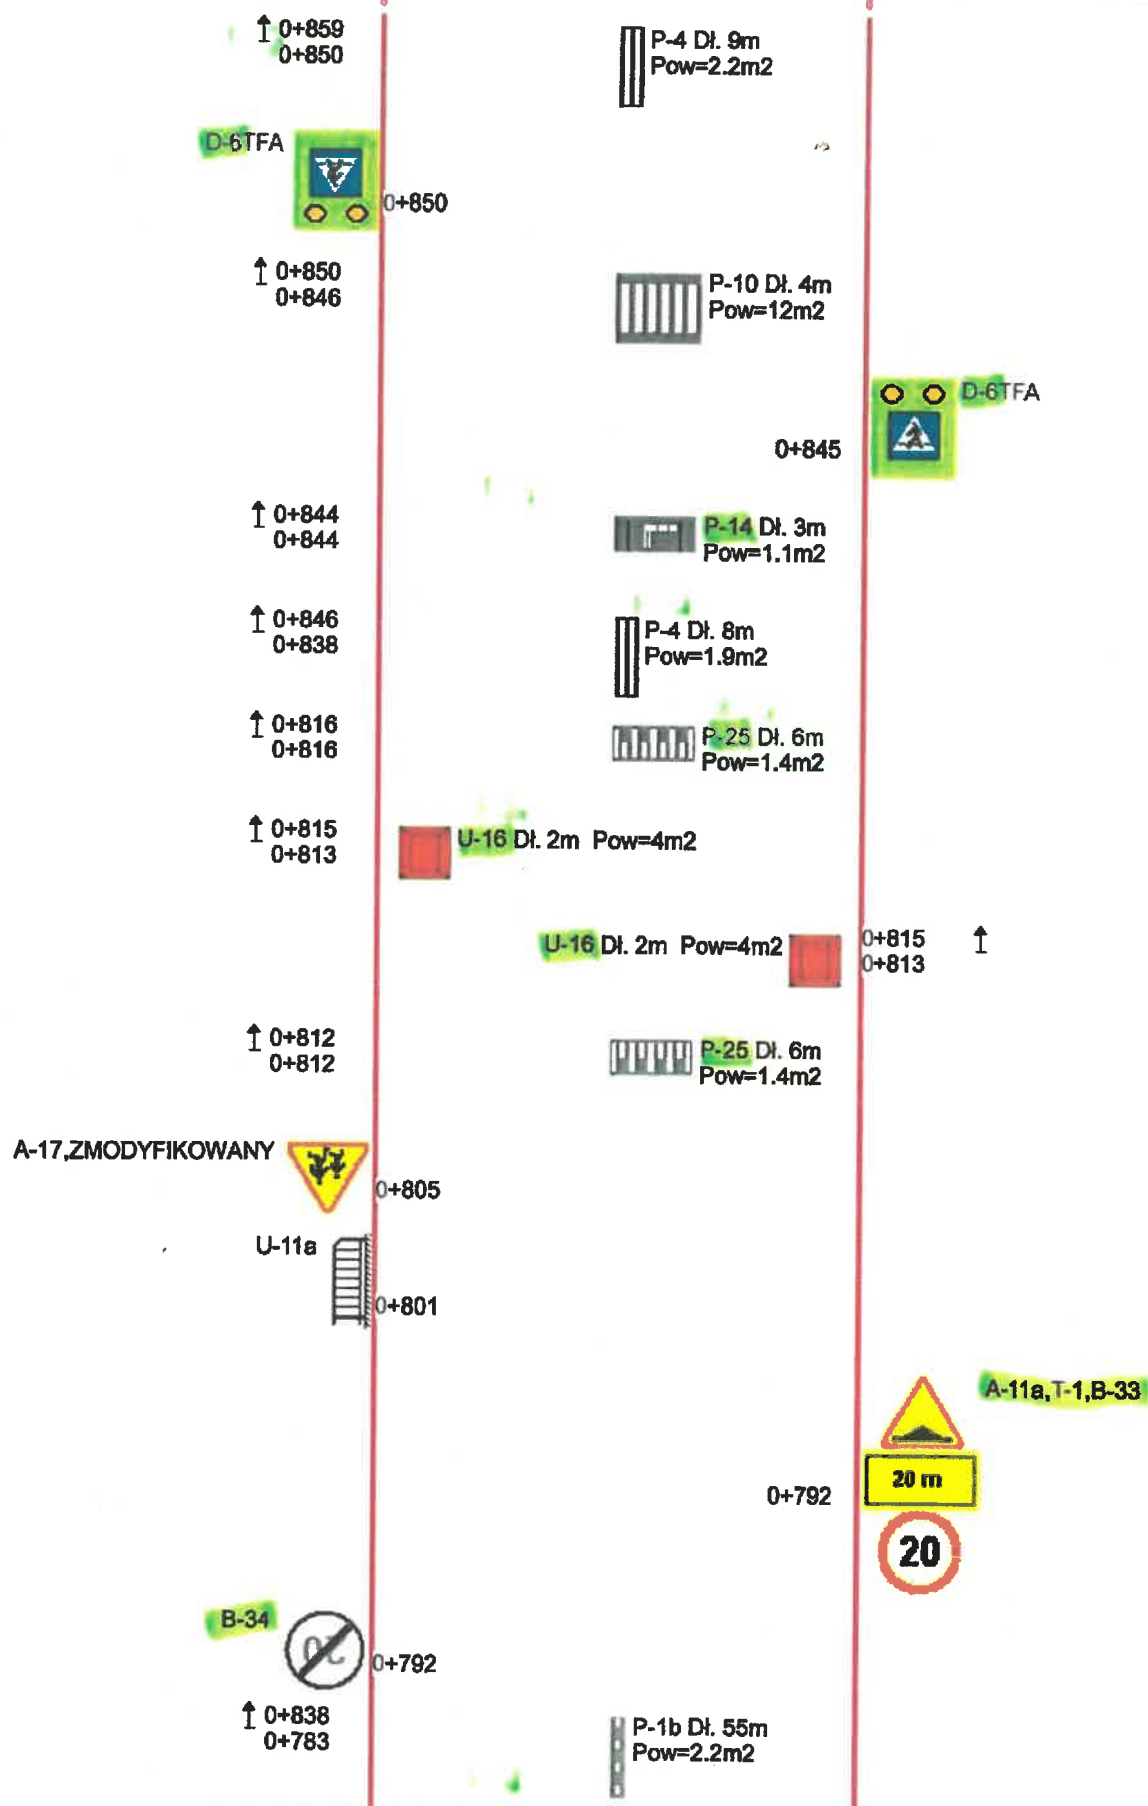 0+859
0+850
P-4 Dł. 9m
Pow=2.2m2
D-6TFA
0+850
0+850
0+846
P-10 Dł. 4m
Pow=12m2
D-6TFA
0+845
0+844
0+844
P-14 Dł. 3m
Pow=1.1m2
0+846
0+838
P-4 Dł. 8m
Pow=1.9m2
0+816
0+816
P-25 Dł. 6m
Pow=1.4m2
0+815
0+813
U-16 Dł. 2m Pow=4m2
U-16 Dł. 2m Pow=4m2
0+815
0+813
0+812
0+812
P-25 Dł. 6m
Pow=1.4m2
A-17,ZMODYFIKOWANY
0+805
U-11a
0+801
A-11a,T-1,B-33
20 m
0+792
20
B-34
20
0+792
0+838
0+783
P-1b Dł. 55m
Pow=2.2m2